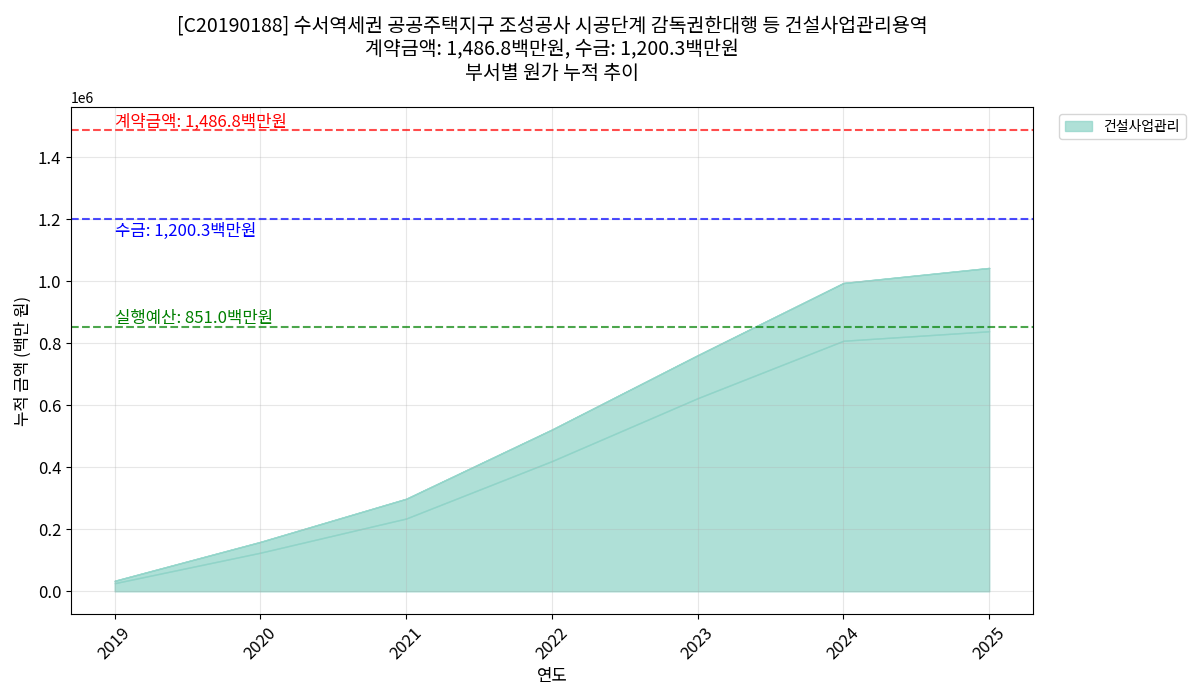 [C20190188] 수서역세권 공공주택지구 조성공사 시공단계 감독권한대행 등 건설사업관리용역
계약금액: 1,486.8백만원, 수금: 1,200.3백만원
부서별 원가 누적 추이
1e6
계약금액: 1,486.8백만원
건설사업관리
1.4
1.2
수금: 1,200.3백만원
1.0
실행예산: 851.0백만원
0.8
0.6
0.4
0.2
0.0
누적 금액 (백만 원)
2019
2020
2021
2022
2023
2024
2025
연도